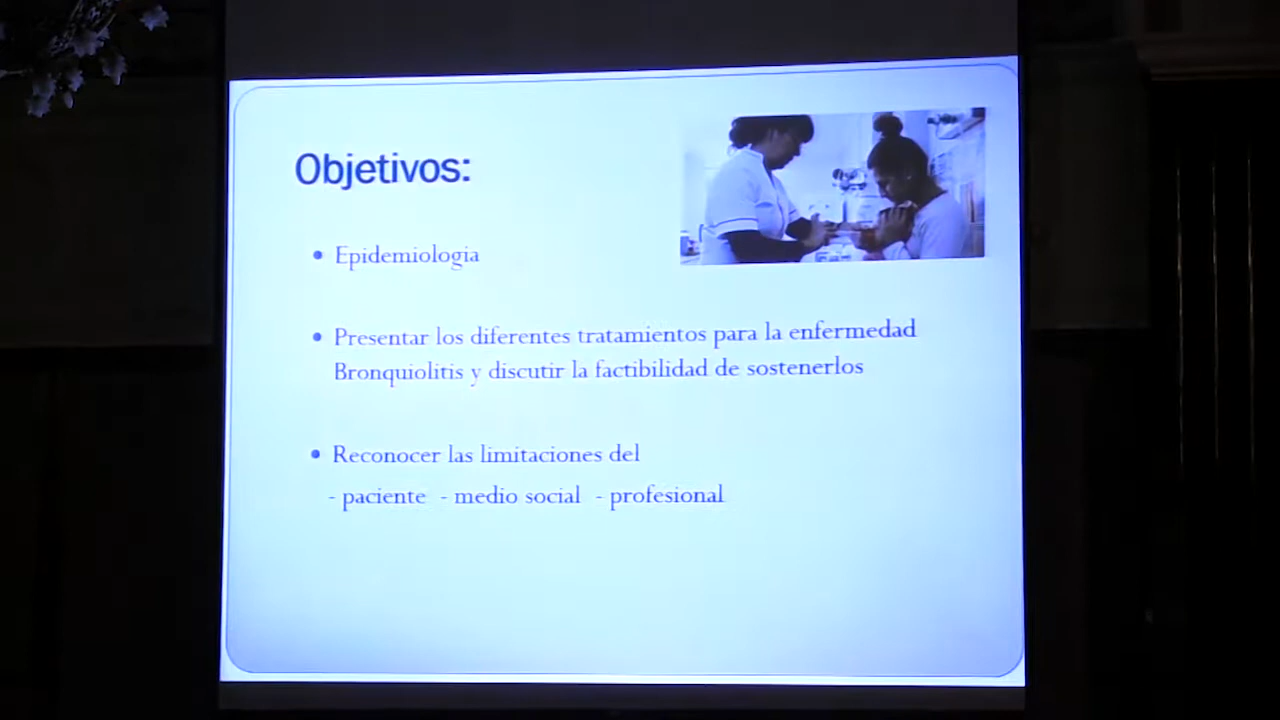 Objetivos:
• Epidemiologia
• Presentar los diferentes tratamientos para la enfermedad
Bronquiolitis y discutir la factibilidad de sostenerlos
• Reconocer las limitaciones del
- paciente - medio social - profesional